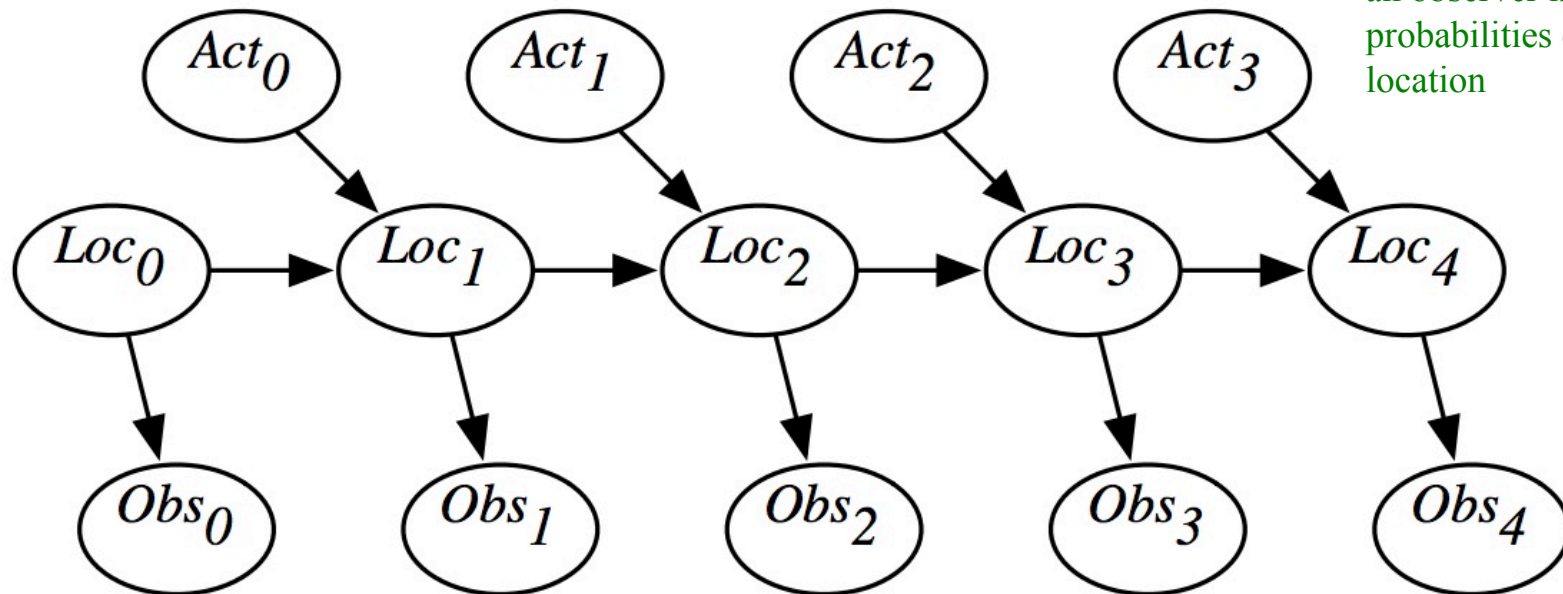 Act0 Act1 Act2 Act3
probabilities
location
Loc0 Loc1 Loc2 Loc3 Loc4
Obs0 Obs1 Obs2 Obs3 Obs4